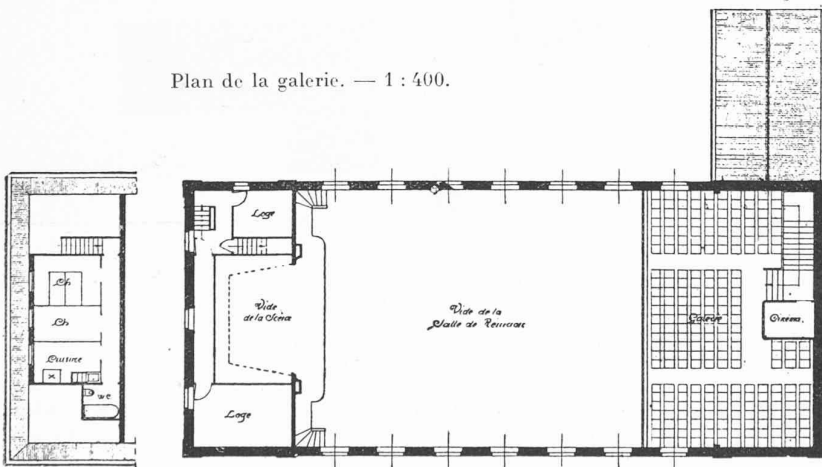 Plan de la galerie. — 1 : 400.
Loge
Ch
Ch
Cuisine
WC
Vide
de la Scène
Vide de la
Salle de Réunions
Galerie
Cinéma.
Loge